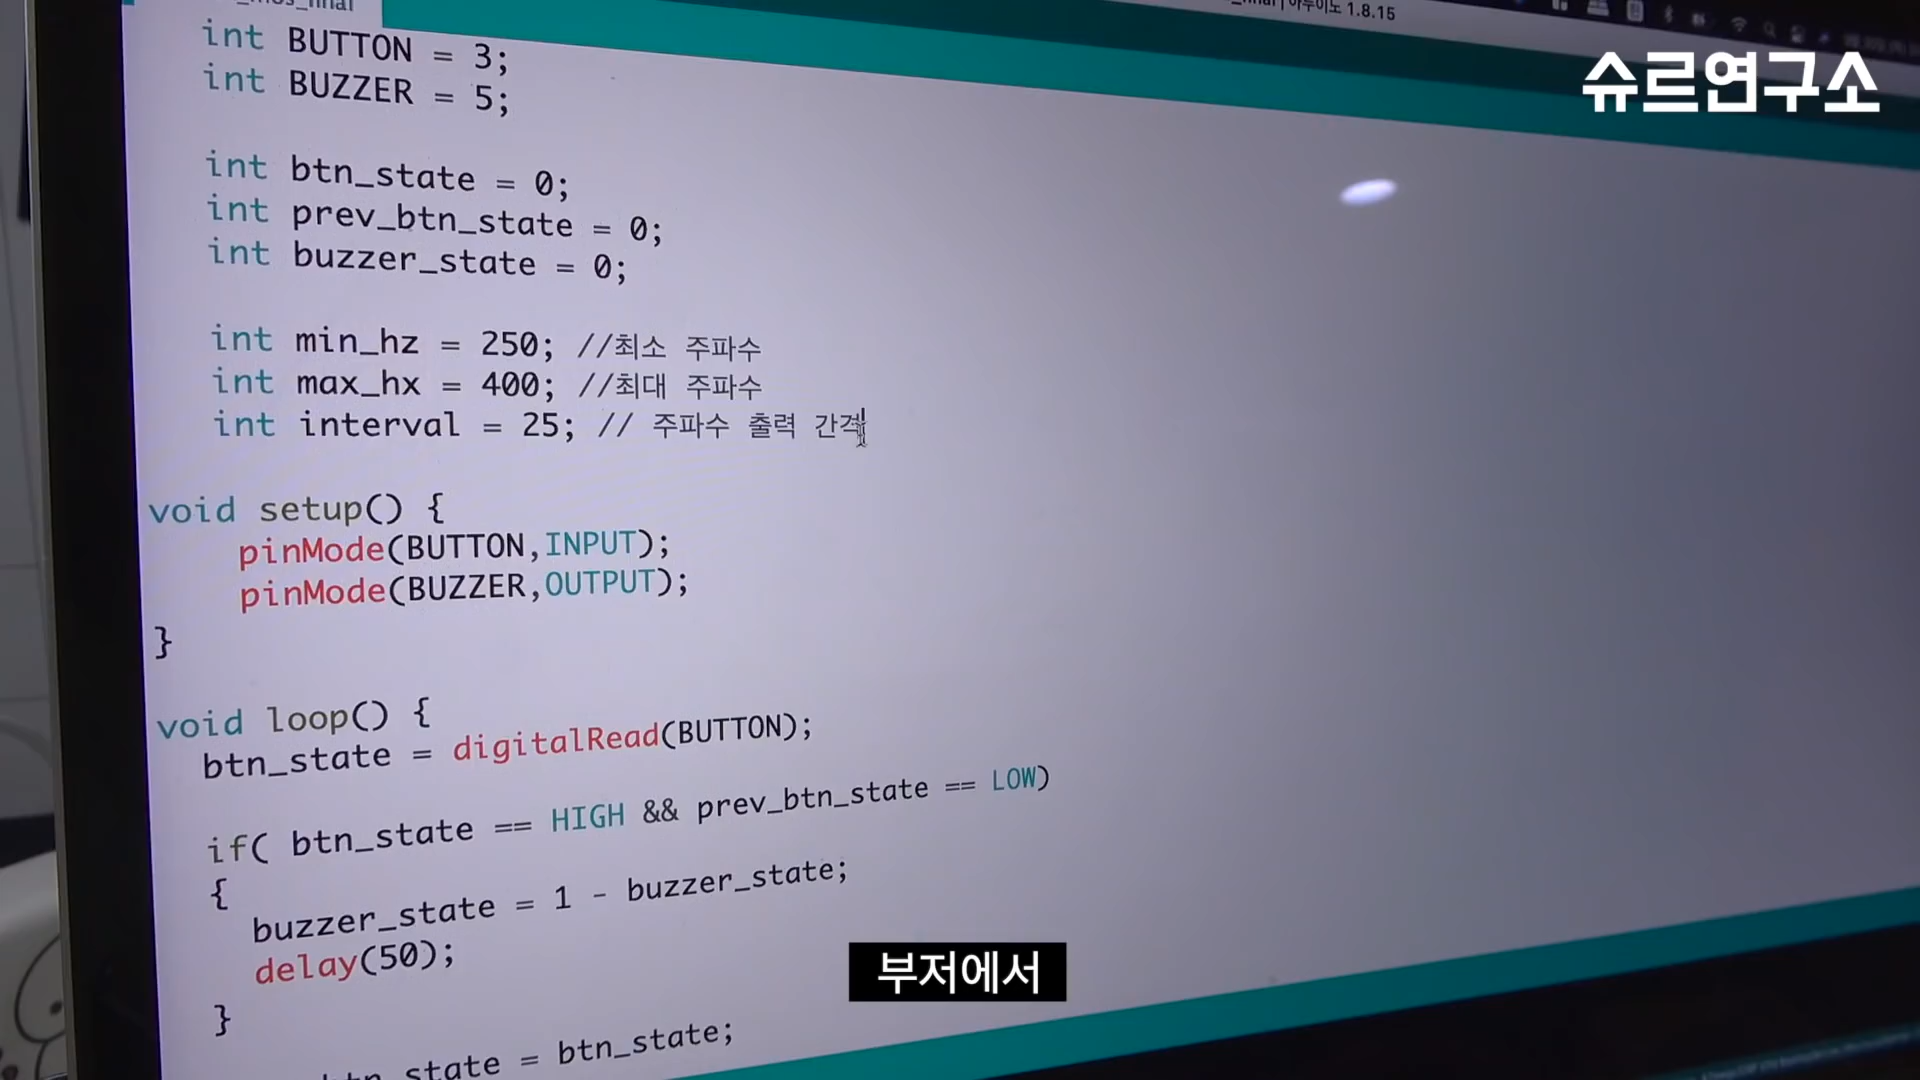 아두이노 1.8.15
슈르연구소
int BUTTON = 3;
int BUZZER = 5;
int btn_state = 0;
int prev_btn_state = 0;
int buzzer_state = 0;
int min_hz = 250; //최소 주파수
int max_hx = 400; //최대 주파수
int interval = 25; // 주파수 출력 간격
void setup() {
pinMode(BUTTON,INPUT);
pinMode(BUZZER,OUTPUT);
}
void loop() {
btn_state = digitalRead(BUTTON);
if( btn_state == HIGH && prev_btn_state == LOW)
{
buzzer_state = 1 - buzzer_state;
delay(50);
}
btn_state = btn_state;
부저에서